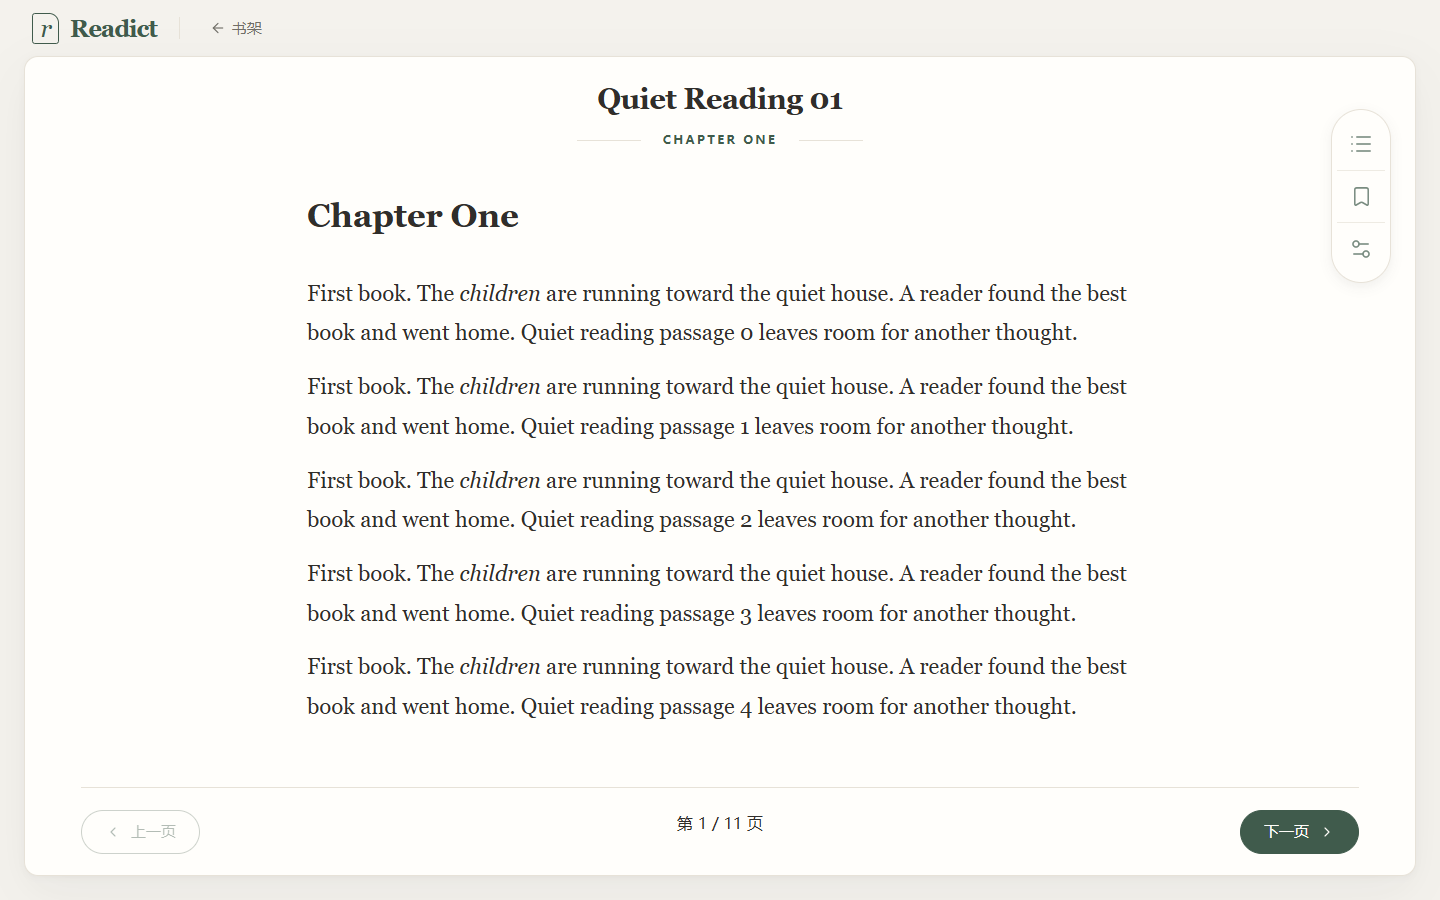 r Readict
← 书架
Quiet Reading 01
CHAPTER ONE
Chapter One
First book. The children are running toward the quiet house. A reader found the best
book and went home. Quiet reading passage 0 leaves room for another thought.
First book. The children are running toward the quiet house. A reader found the best
book and went home. Quiet reading passage 1 leaves room for another thought.
First book. The children are running toward the quiet house. A reader found the best
book and went home. Quiet reading passage 2 leaves room for another thought.
First book. The children are running toward the quiet house. A reader found the best
book and went home. Quiet reading passage 3 leaves room for another thought.
First book. The children are running toward the quiet house. A reader found the best
book and went home. Quiet reading passage 4 leaves room for another thought.
上一页
第 1 / 11 页
下一页